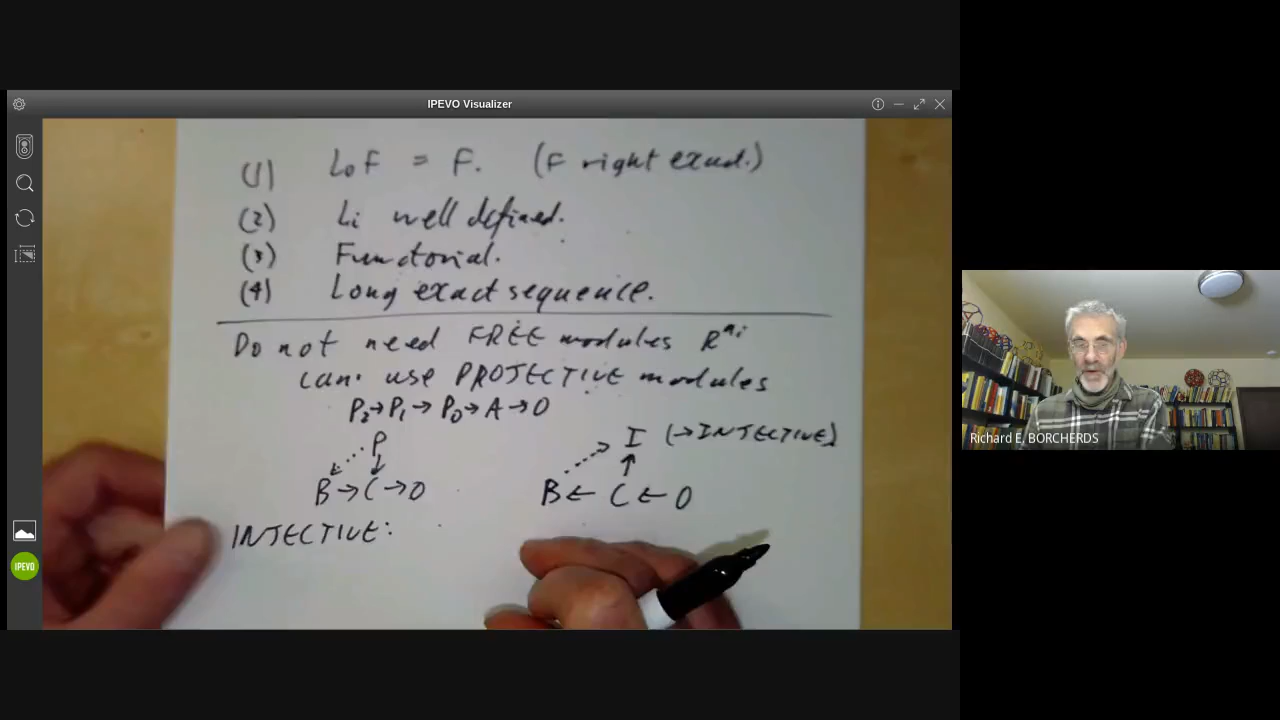 IPEVO Visualizer
(1) L₀F = F. (F right exact.)
(2) Li well defined.
(3) Functorial.
(4) Long exact sequence.
Do not need FREE modules R^{n_i}
can use PROJECTIVE modules
P₂→P₁→P₀→A→0
P
B→C→0
I (→INJECTIVE)
B←C←0
INJECTIVE:
Richard E. BORCHERDS
IPEVO